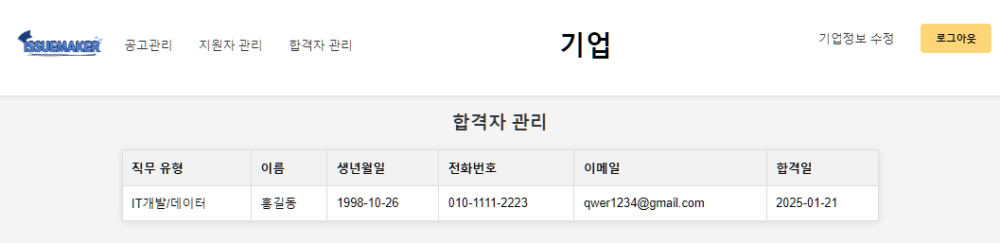 ISSUEMAKER 공고관리 지원자 관리 합격자 관리 기업 기업정보 수정 로그아웃
합격자 관리
직무 유형 이름 생년월일 전화번호 이메일 합격일
IT개발/데이터 홍길동 1998-10-26 010-1111-2223 qwer1234@gmail.com 2025-01-21